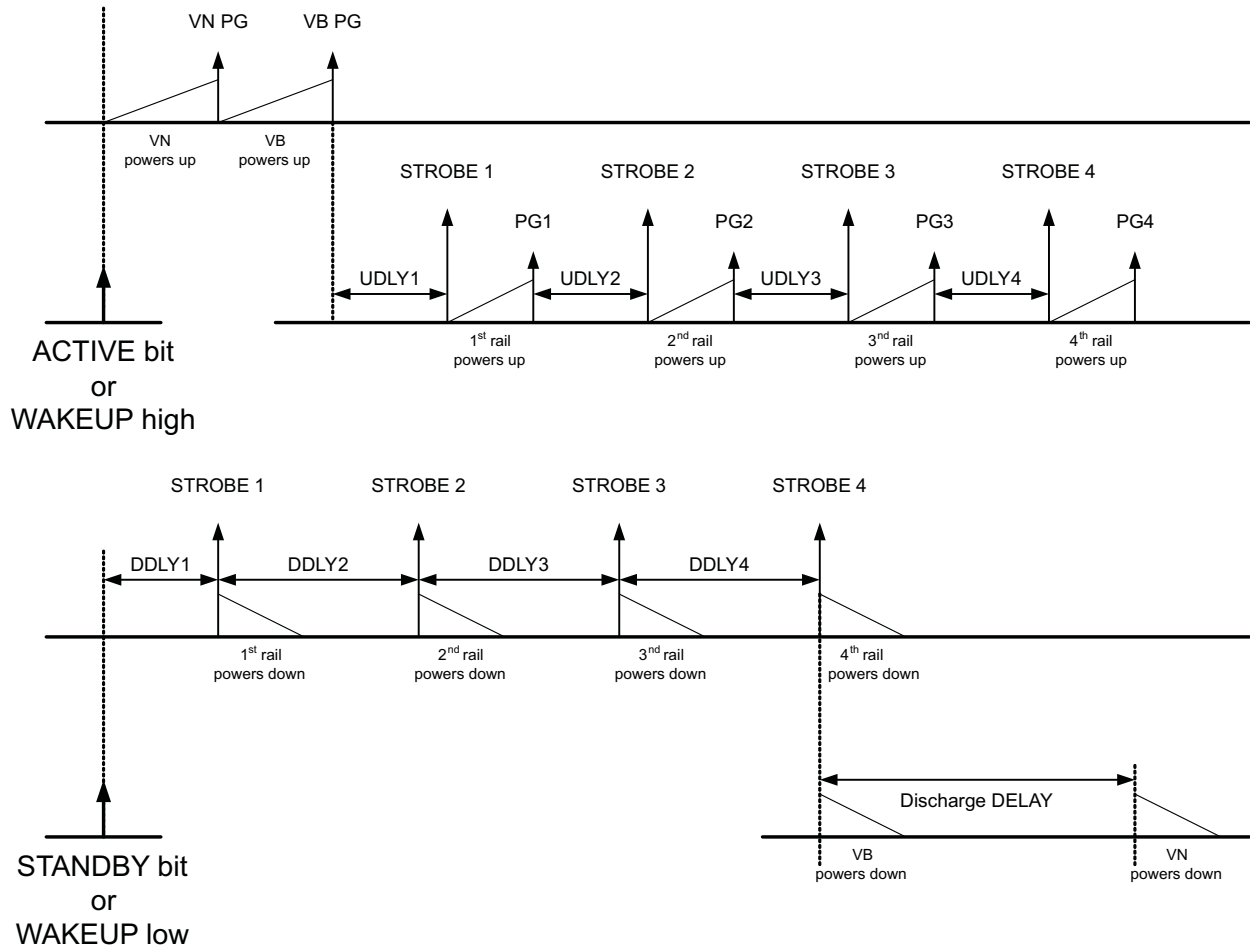 VN PG
VB PG
VN
powers up
VB
powers up
STROBE 1
STROBE 2
STROBE 3
STROBE 4
PG1
PG2
PG3
PG4
UDLY1
UDLY2
UDLY3
UDLY4
1st rail
powers up
2nd rail
powers up
3nd rail
powers up
4th rail
powers up
ACTIVE bit
or
WAKEUP high
STROBE 1
STROBE 2
STROBE 3
STROBE 4
DDLY1
DDLY2
DDLY3
DDLY4
1st rail
powers down
2nd rail
powers down
3nd rail
powers down
4th rail
powers down
Discharge DELAY
VB
powers down
VN
powers down
STANDBY bit
or
WAKEUP low